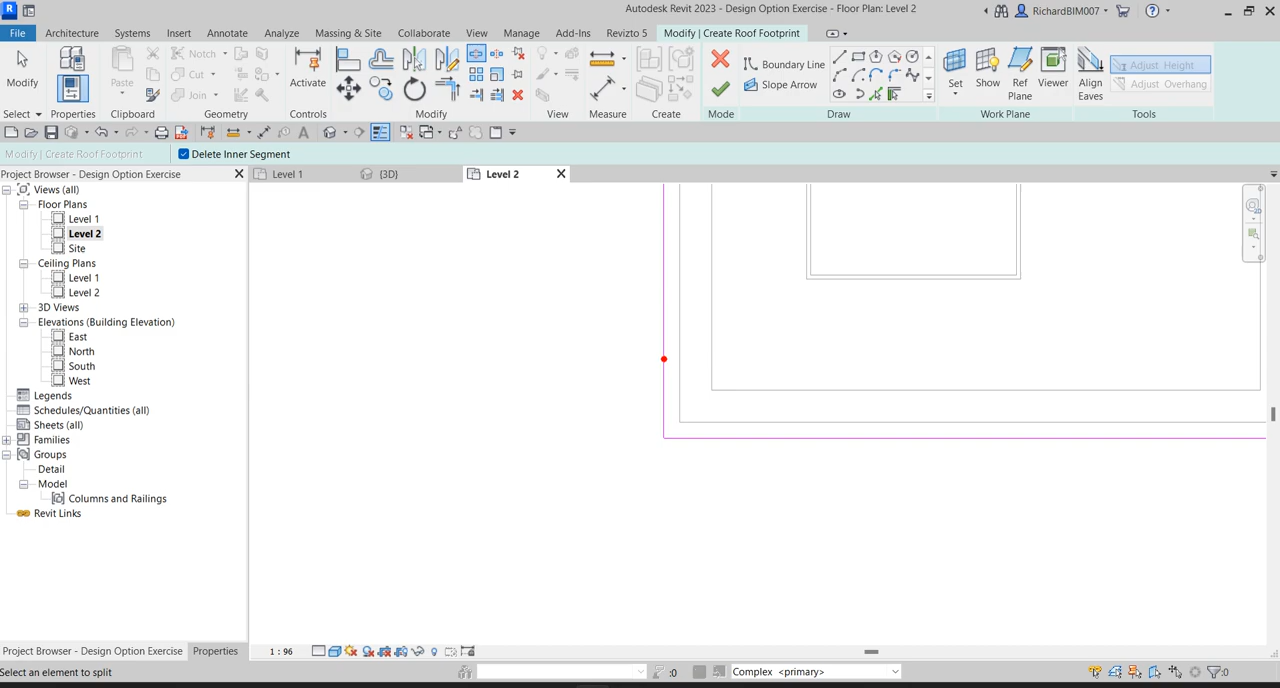 Autodesk Revit 2023 - Design Option Exercise - Floor Plan: Level 2
RichardBIM007
File
Architecture
Systems
Insert
Annotate
Analyze
Massing & Site
Collaborate
View
Manage
Add-Ins
Revizto 5
Modify | Create Roof Footprint
Modify
Paste
Notch
Cut
Join
Activate
Boundary Line
Slope Arrow
Set
Show
Ref
Plane
Viewer
Align
Eaves
Adjust Height
Adjust Overhang
Select
Properties
Clipboard
Geometry
Controls
Modify
View
Measure
Create
Mode
Draw
Work Plane
Tools
Modify | Create Roof Footprint
Delete Inner Segment
Project Browser - Design Option Exercise
Level 1
{3D}
Level 2
Views (all)
Floor Plans
Level 1
Level 2
Site
Ceiling Plans
Level 1
Level 2
3D Views
Elevations (Building Elevation)
East
North
South
West
Legends
Schedules/Quantities (all)
Sheets (all)
Families
Groups
Detail
Model
Columns and Railings
Revit Links
Project Browser - Design Option Exercise
Properties
1 : 96
Select an element to split
:0
Complex <primary>
:0